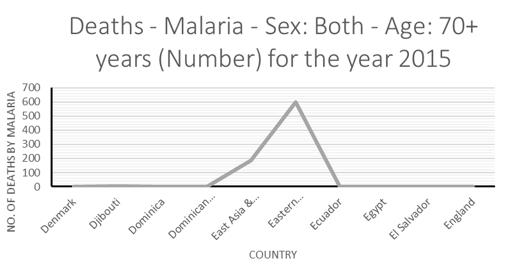 Deaths - Malaria - Sex: Both - Age: 70+
years (Number) for the year 2015
NO. OF DEATHS BY MALARIA
700
600
500
400
300
200
100
0
Denmark
Djibouti
Dominica
Dominican...
East Asia &...
Eastern...
Ecuador
Egypt
El Salvador
England
COUNTRY